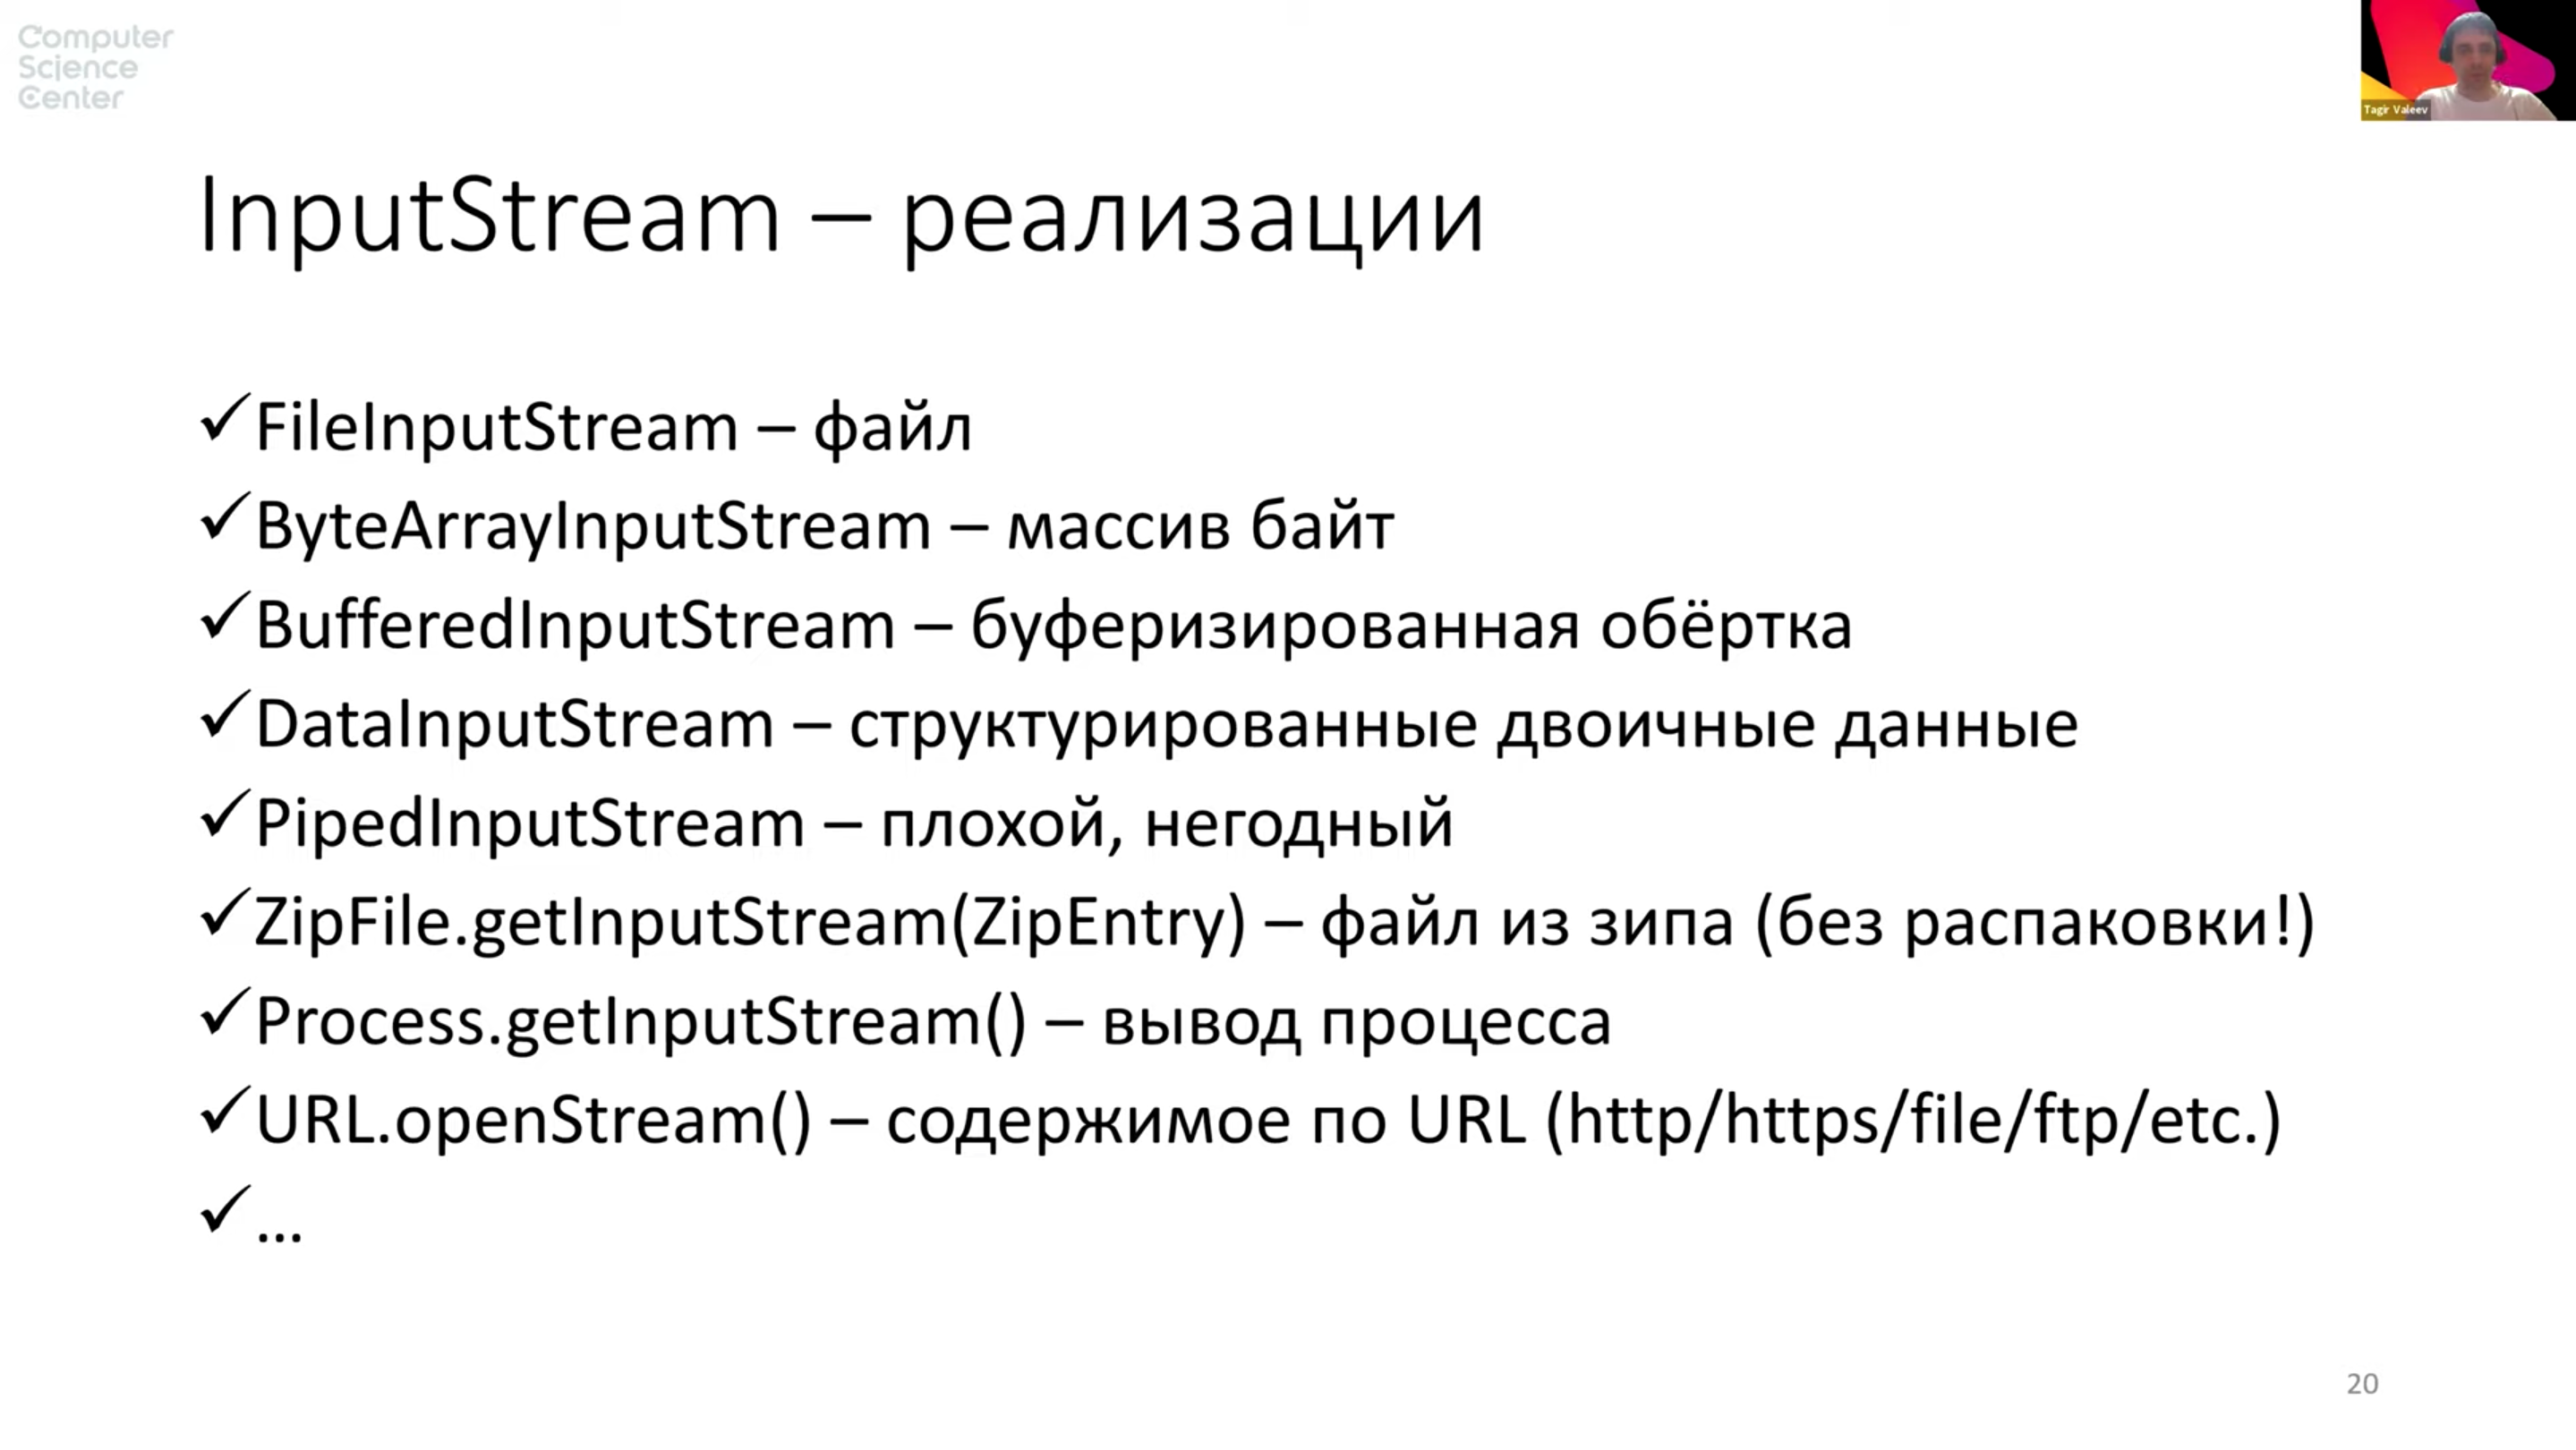 Computer
Science
Center
Tagir Valeev
InputStream – реализации
✓FileInputStream – файл
✓ByteArrayInputStream – массив байт
✓BufferedInputStream – буферизированная обёртка
✓DataInputStream – структурированные двоичные данные
✓PipedInputStream – плохой, негодный
✓ZipFile.getInputStream(ZipEntry) – файл из зипа (без распаковки!)
✓Process.getInputStream() – вывод процесса
✓URL.openStream() – содержимое по URL (http/https/file/ftp/etc.)
✓...
20